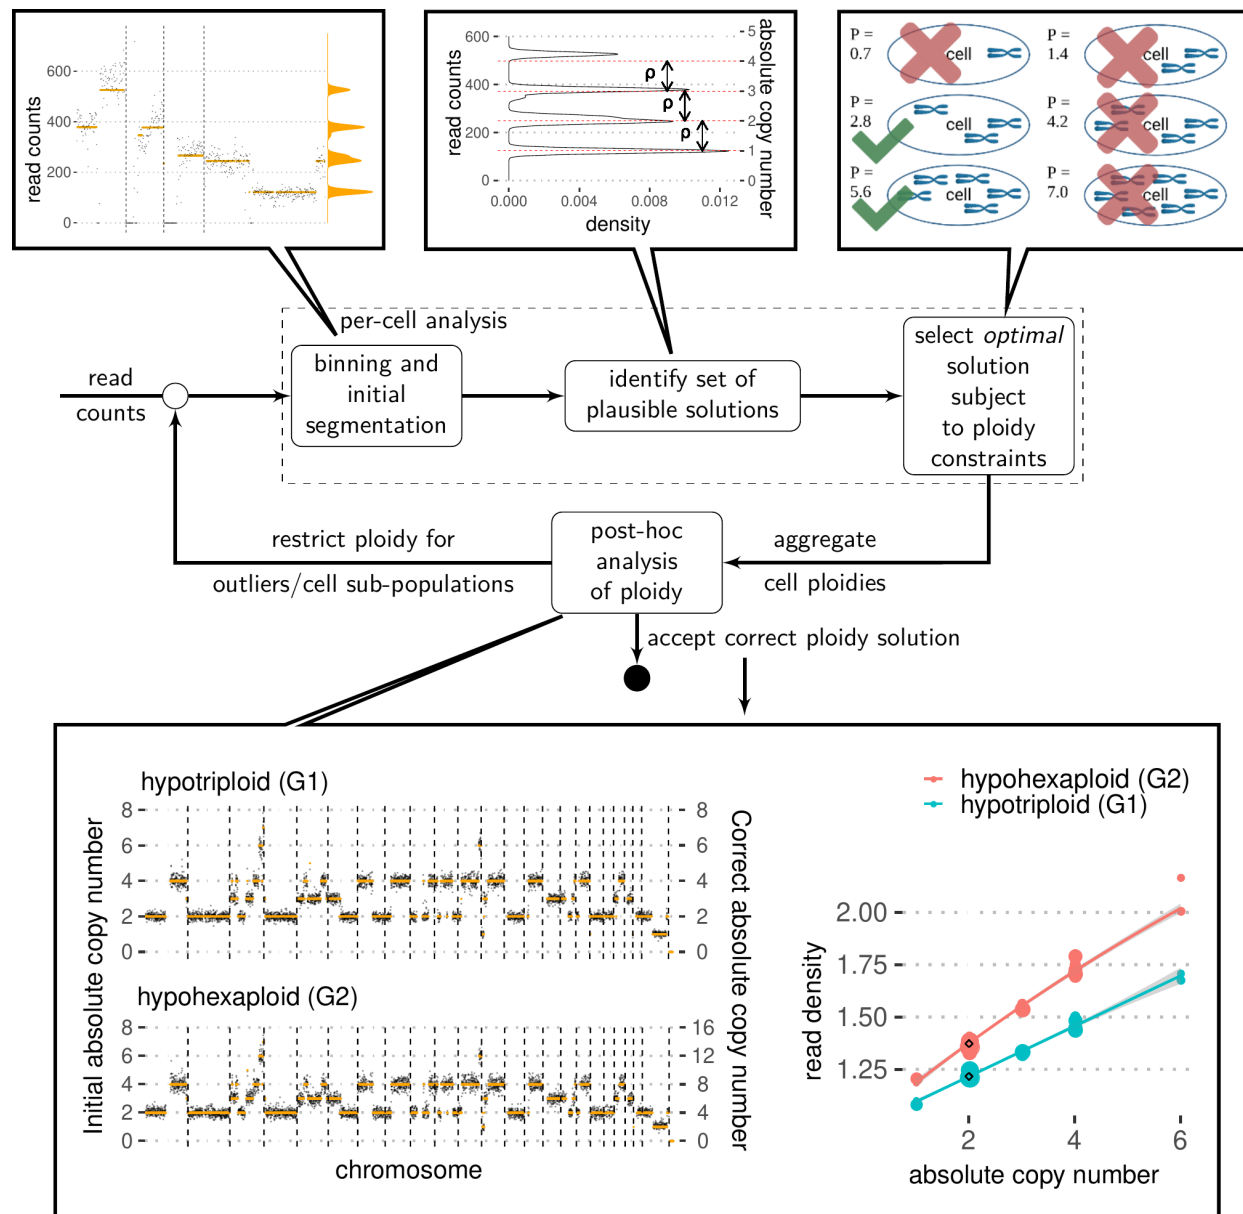 600
400
200
0
read counts
600
400
200
0
read counts
5
4
3
2
1
0
absolute copy number
ρ
ρ
ρ
0.000
0.004
0.008
0.012
density
P =
0.7
cell
P =
1.4
cell
P =
2.8
cell
P =
4.2
cell
P =
5.6
cell
P =
7.0
cell
per-cell analysis
read
counts
binning and
initial
segmentation
identify set of
plausible solutions
select optimal
solution
subject
to ploidy
constraints
restrict ploidy for
outliers/cell sub-populations
post-hoc
analysis
of ploidy
aggregate
cell ploidies
accept correct ploidy solution
hypotriploid (G1)
8
6
4
2
0
8
6
4
2
0
hypohexaploid (G2)
8
6
4
2
0
16
12
8
4
0
Initial absolute copy number
Correct absolute copy number
chromosome
hypohexaploid (G2)
hypotriploid (G1)
2.00
1.75
1.50
1.25
read density
2
4
6
absolute copy number